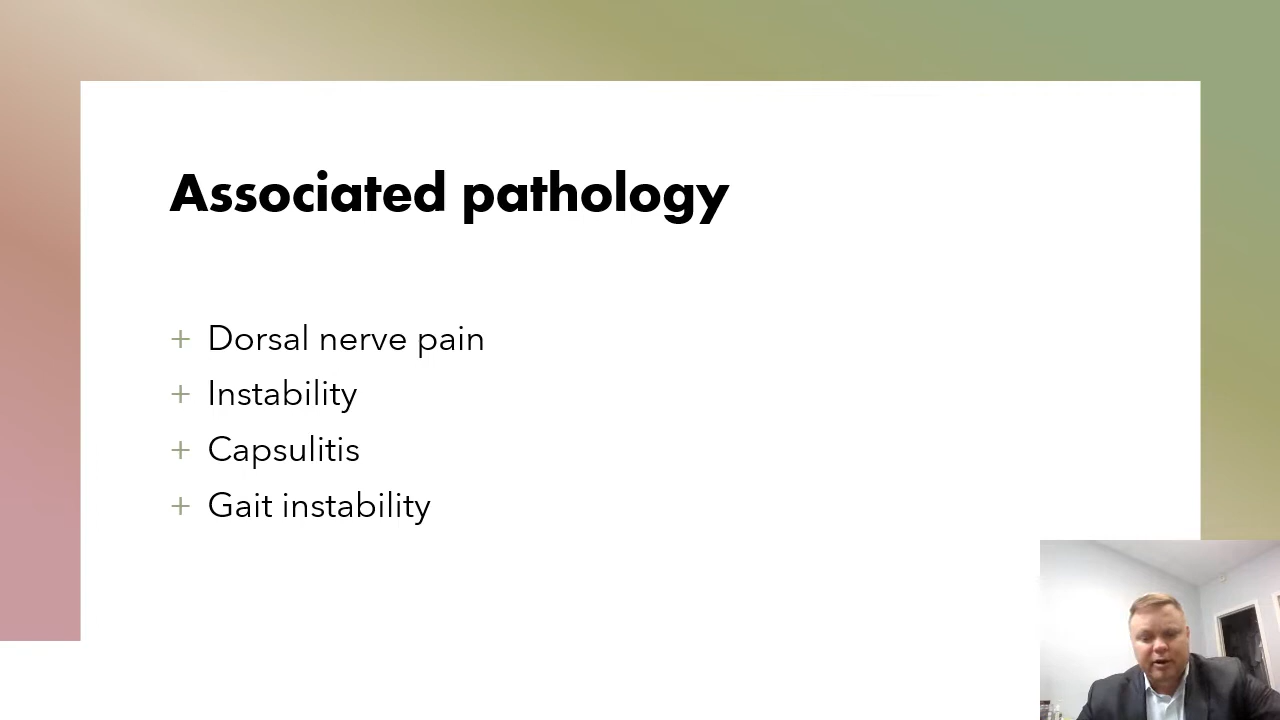 Associated pathology
+ Dorsal nerve pain
+ Instability
+ Capsulitis
+ Gait instability